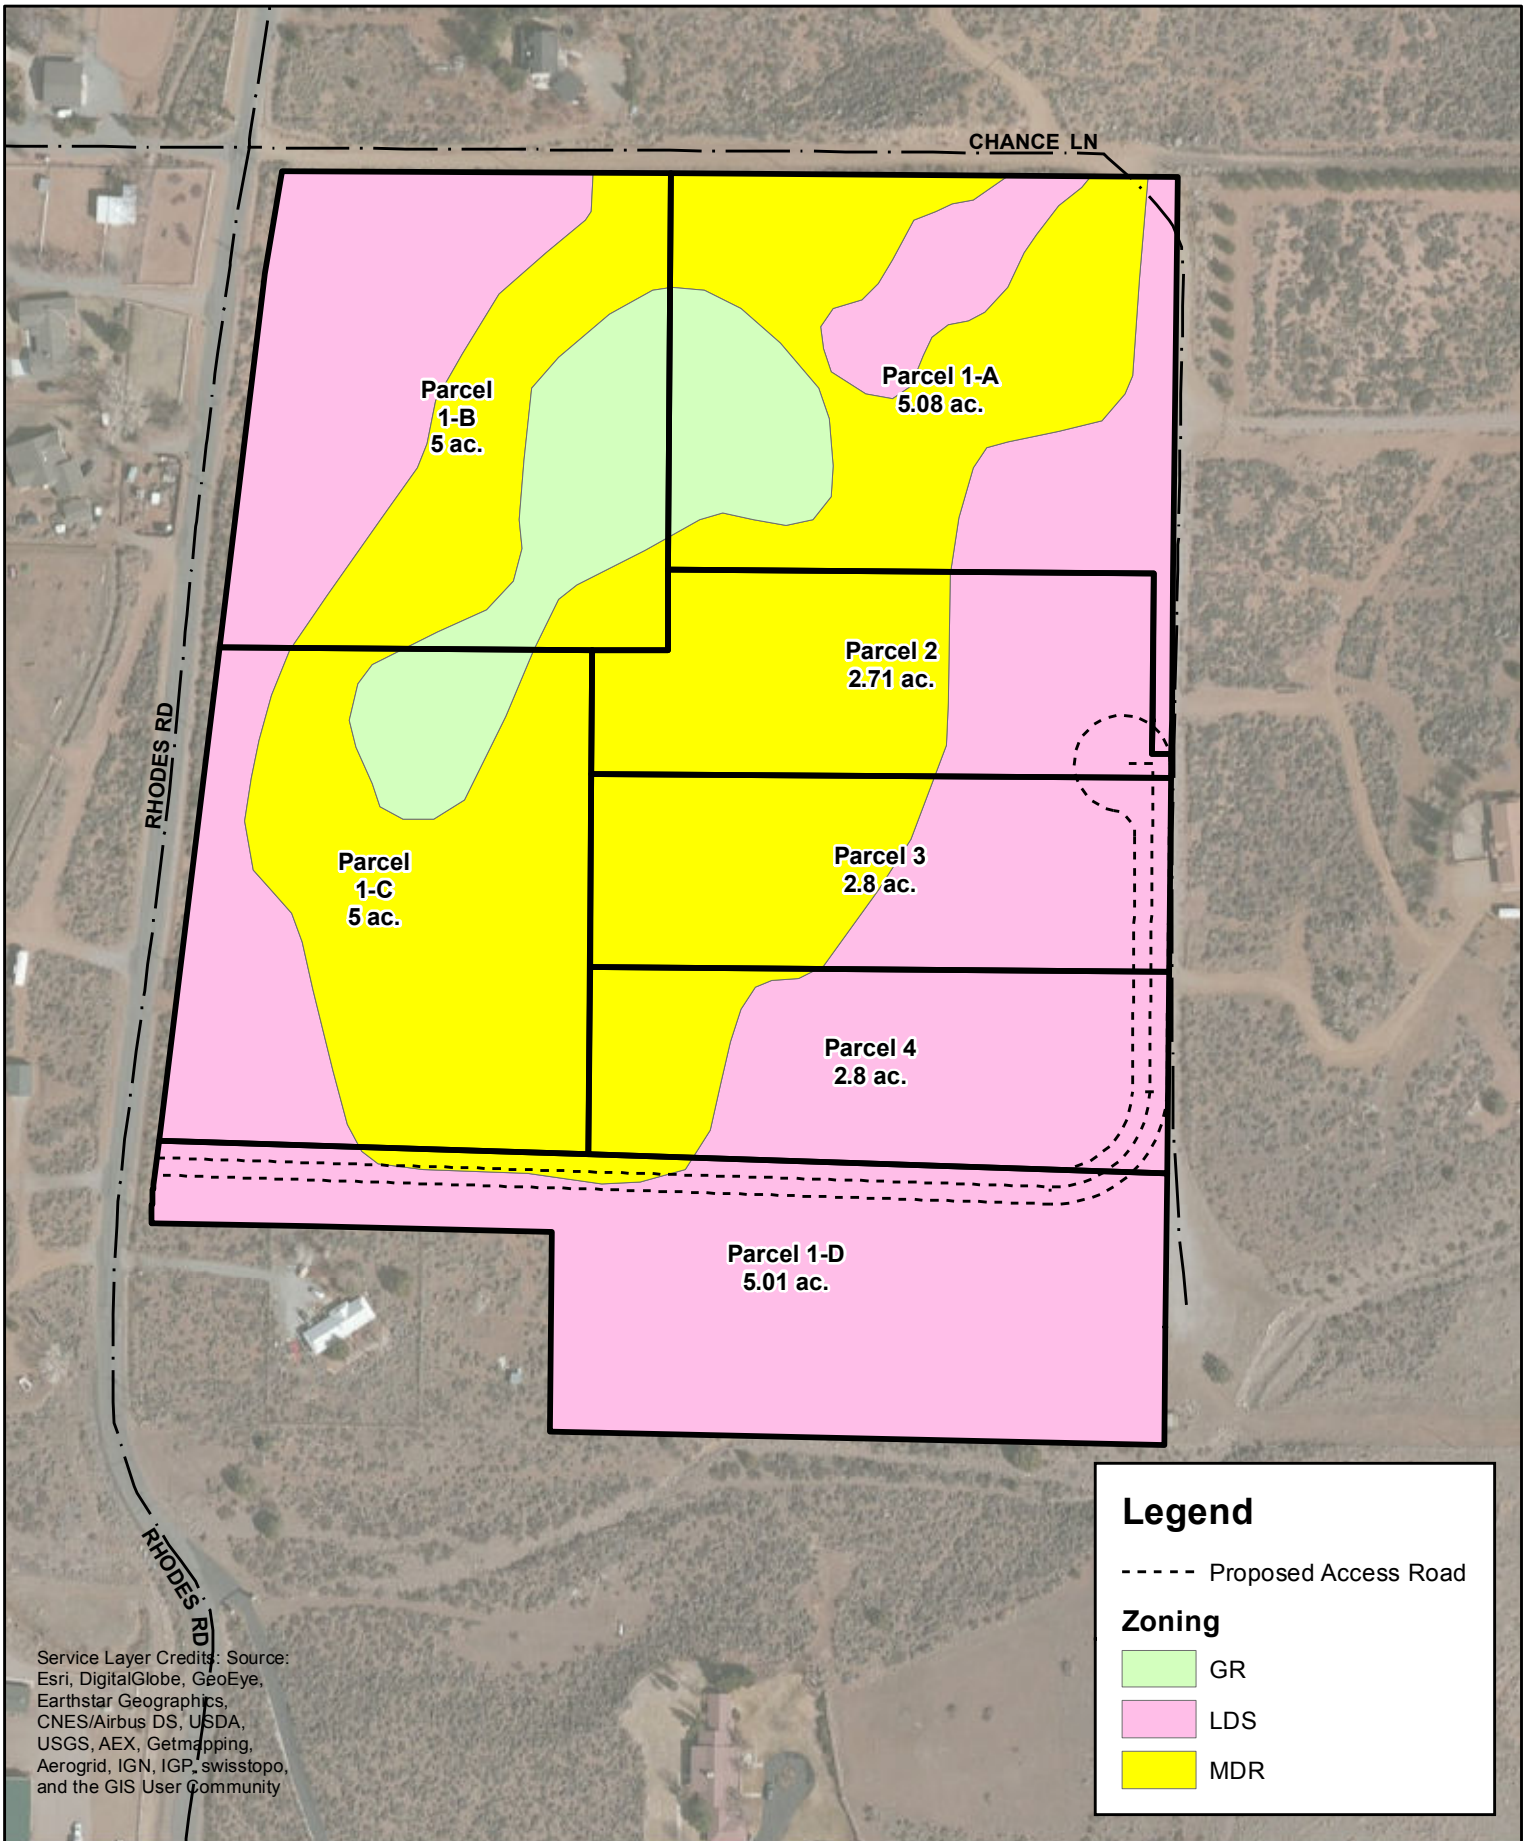 CHANCE LN
Parcel
1-B
5 ac.
Parcel 1-A
5.08 ac.
Parcel 2
2.71 ac.
RHODES RD
Parcel 3
2.8 ac.
Parcel
1-C
5 ac.
Parcel 4
2.8 ac.
Parcel 1-D
5.01 ac.
RHODES RD
Legend
Proposed Access Road
Zoning
GR
LDS
MDR
Service Layer Credits: Source:
Esri, DigitalGlobe, GeoEye,
Earthstar Geographics,
CNES/Airbus DS, USDA,
USGS, AEX, Getmapping,
Aerogrid, IGN, IGP, swisstopo,
and the GIS User Community